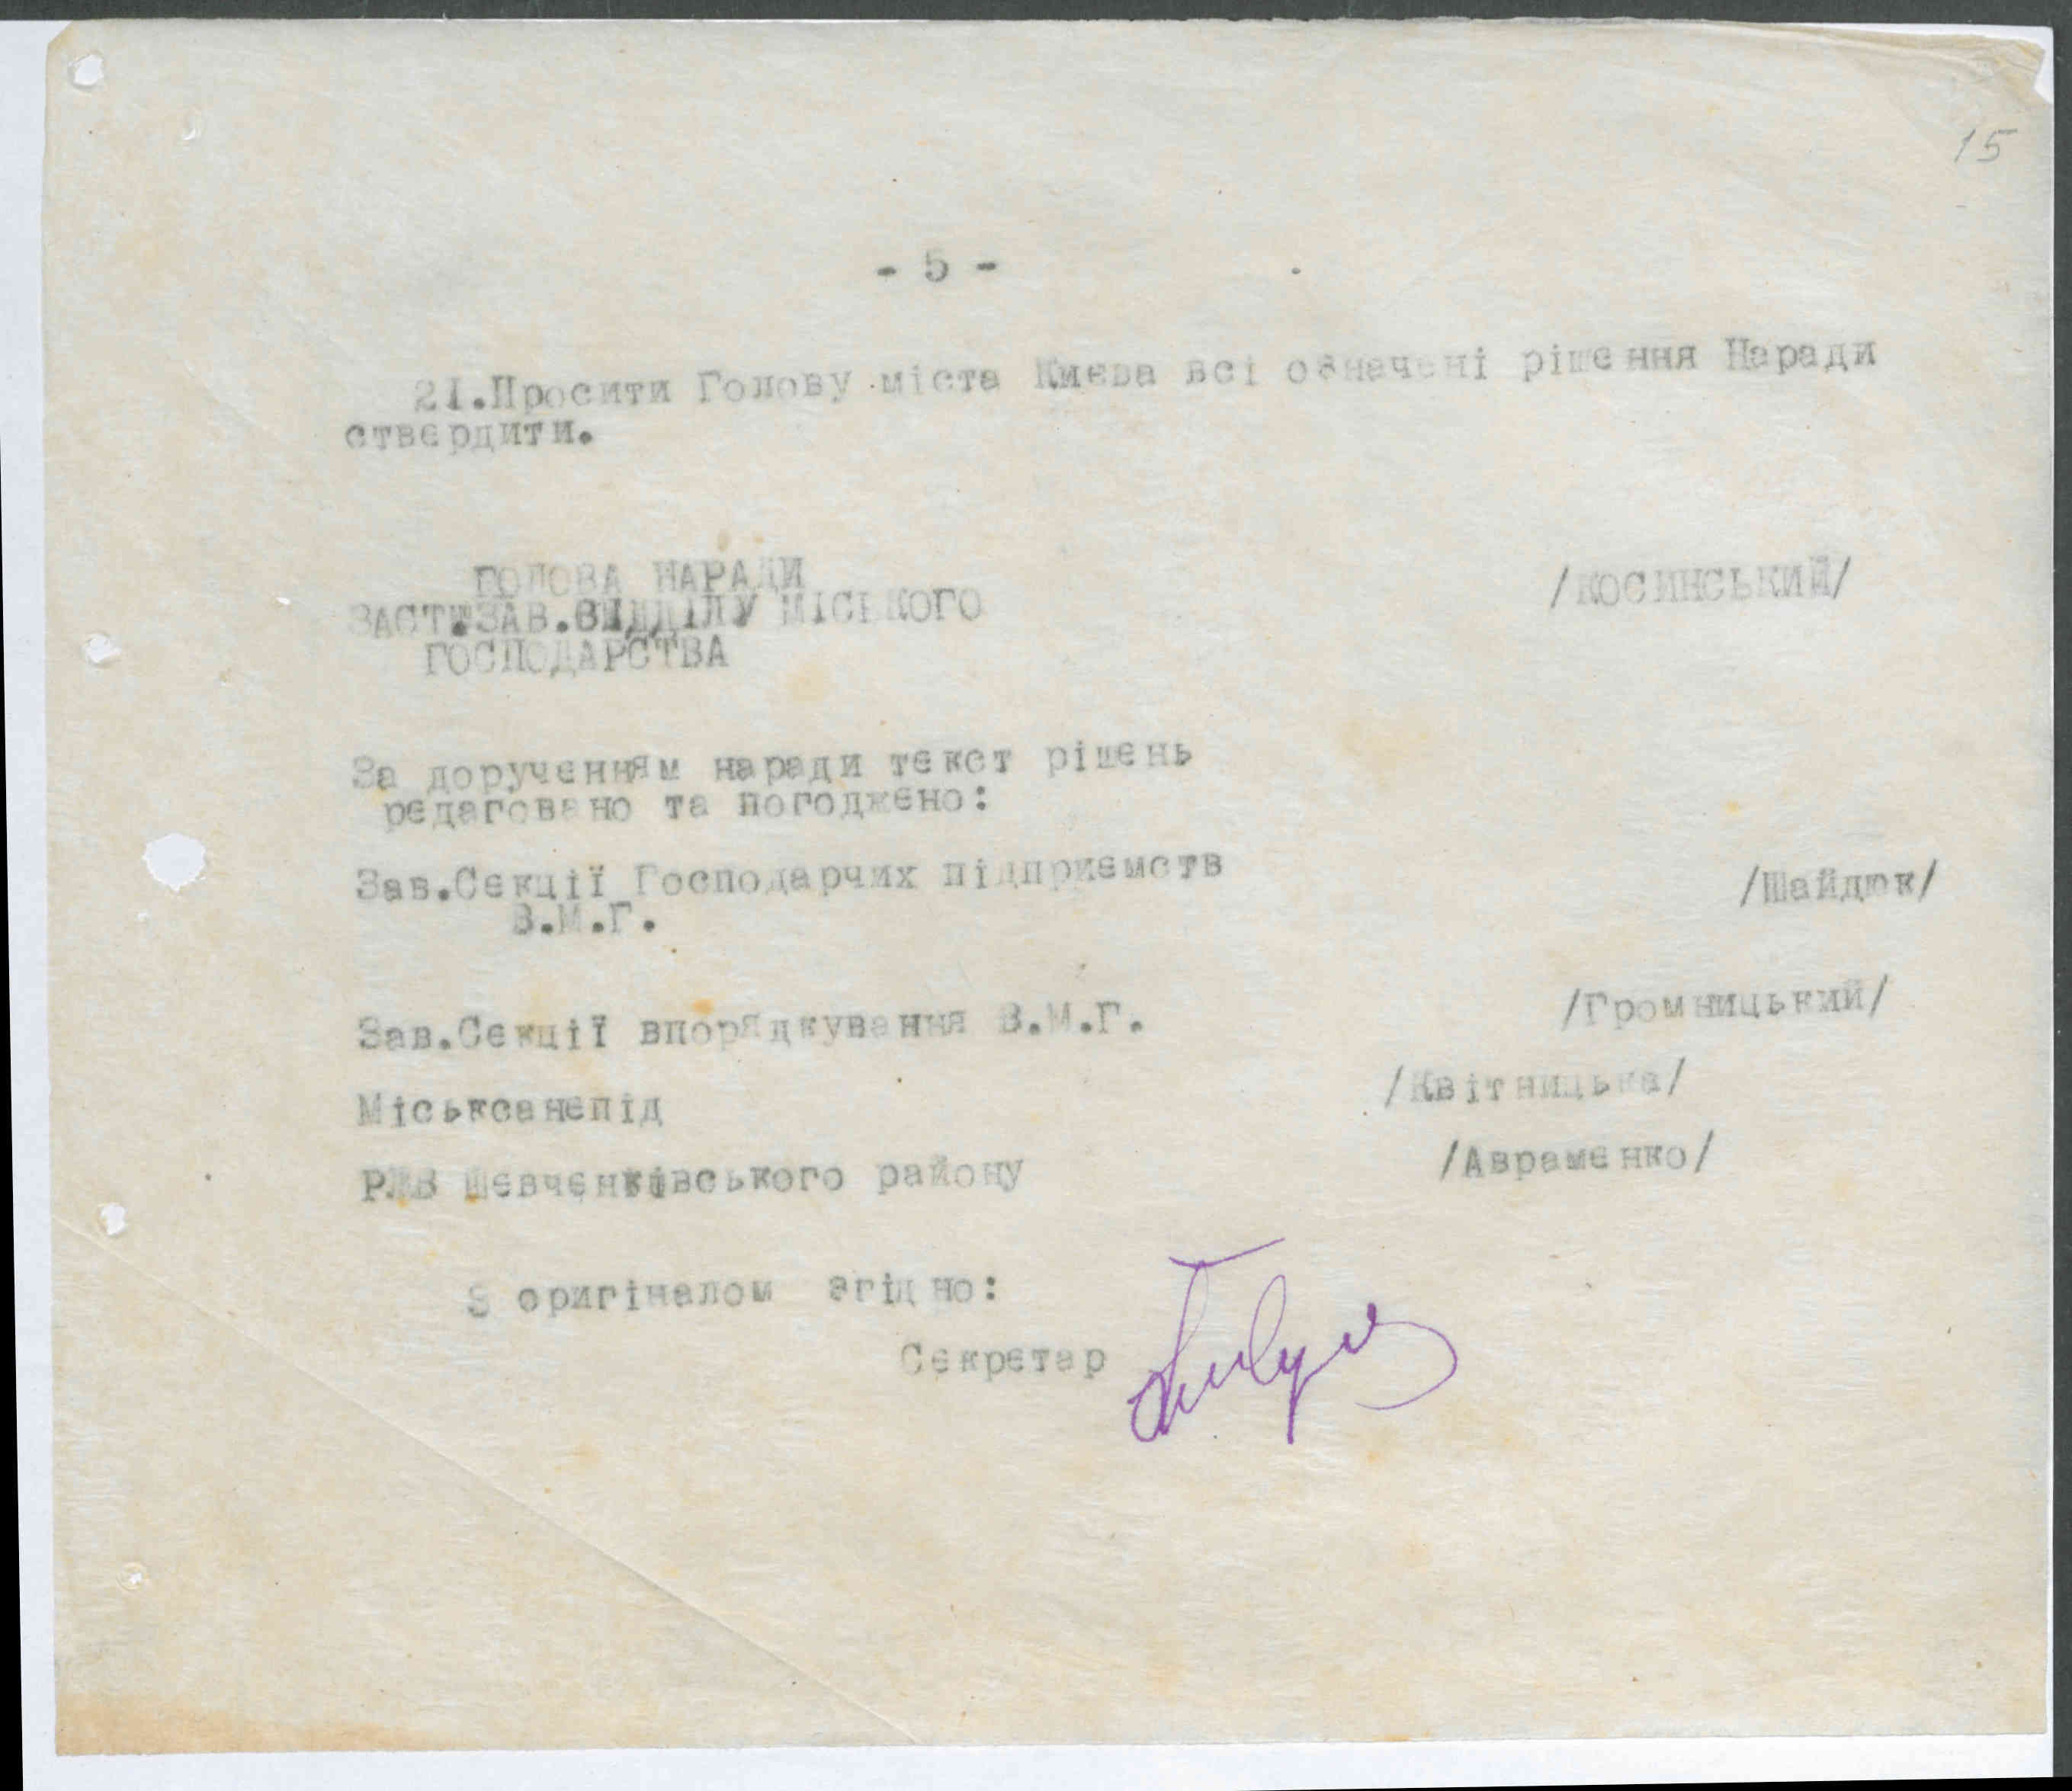 15
- 5 -
21.Просити Голову міста Києва всі означені рішення Наради
ствердити.
ГОЛОВА НАРАДИ
ЗАСТ.ЗАВ.ВІДДІЛУ МІСЬКОГО /КОСИНСЬКИЙ/
ГОСПОДАРСТВА
За дорученням наради текст рішень
редаговано та погоджено:
Зав.Секції Господарчих підприємств /Шайдюк/
В.М.Г.
Зав.Секції впорядкування В.М.Г. /Громницький/
Міськсанепід /Квітницька/
РЖВ Шевченківського району /Авраменко/
З оригіналом згідно:
Секретар